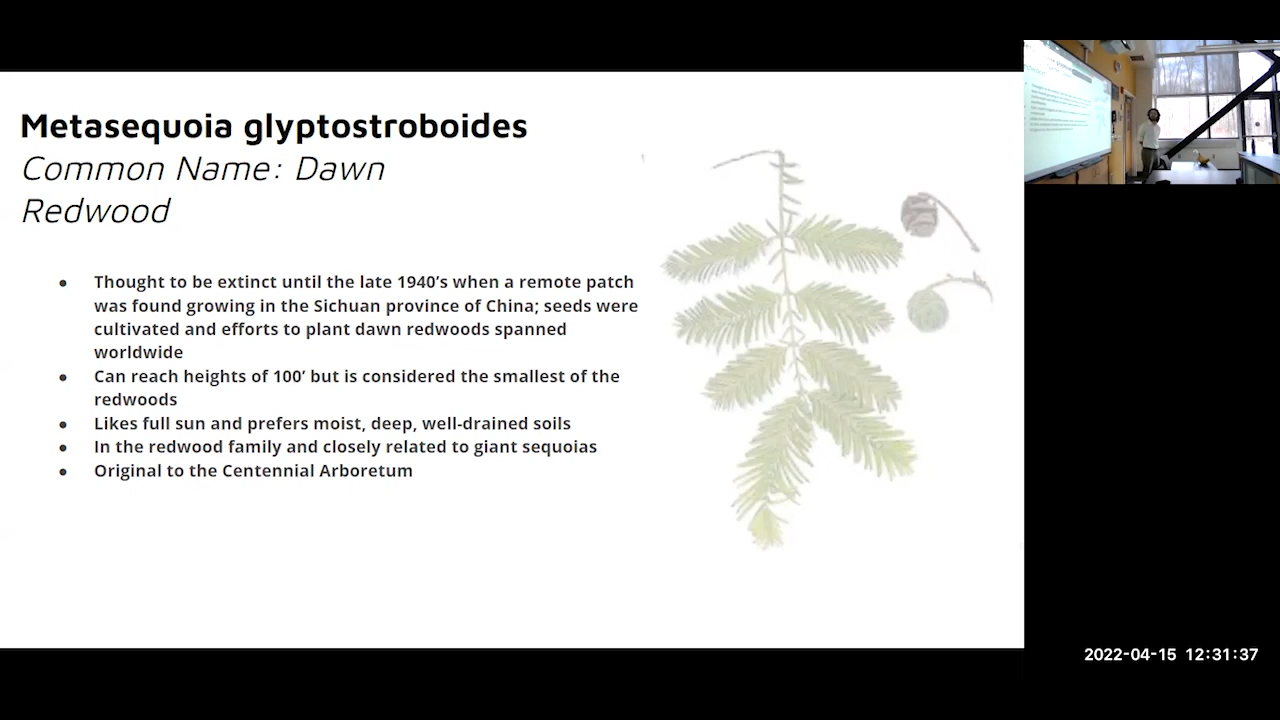 Metasequoia glyptostroboides
Common Name: Dawn
Redwood
● Thought to be extinct until the late 1940's when a remote patch
was found growing in the Sichuan province of China; seeds were
cultivated and efforts to plant dawn redwoods spanned
worldwide
● Can reach heights of 100’ but is considered the smallest of the
redwoods
● Likes full sun and prefers moist, deep, well-drained soils
● In the redwood family and closely related to giant sequoias
● Original to the Centennial Arboretum
2022-04-15 12:31:37